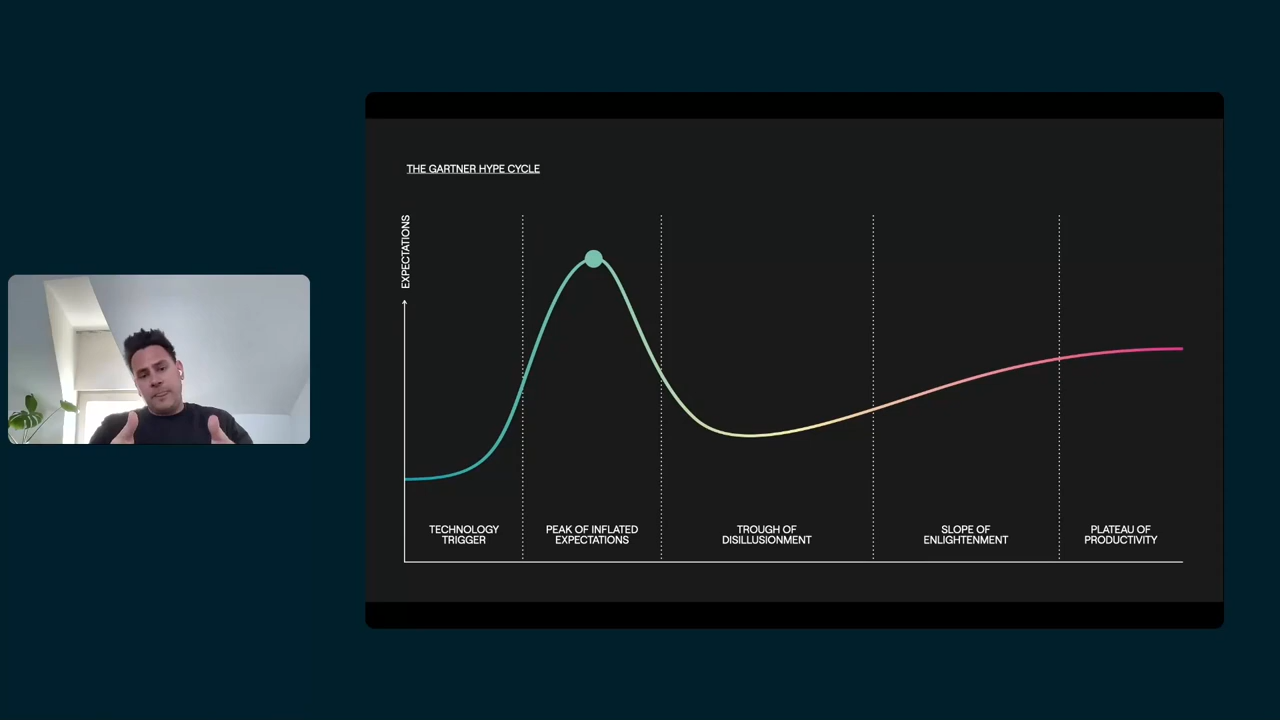 THE GARTNER HYPE CYCLE
EXPECTATIONS
TECHNOLOGY
TRIGGER
PEAK OF INFLATED
EXPECTATIONS
TROUGH OF
DISILLUSIONMENT
SLOPE OF
ENLIGHTENMENT
PLATEAU OF
PRODUCTIVITY